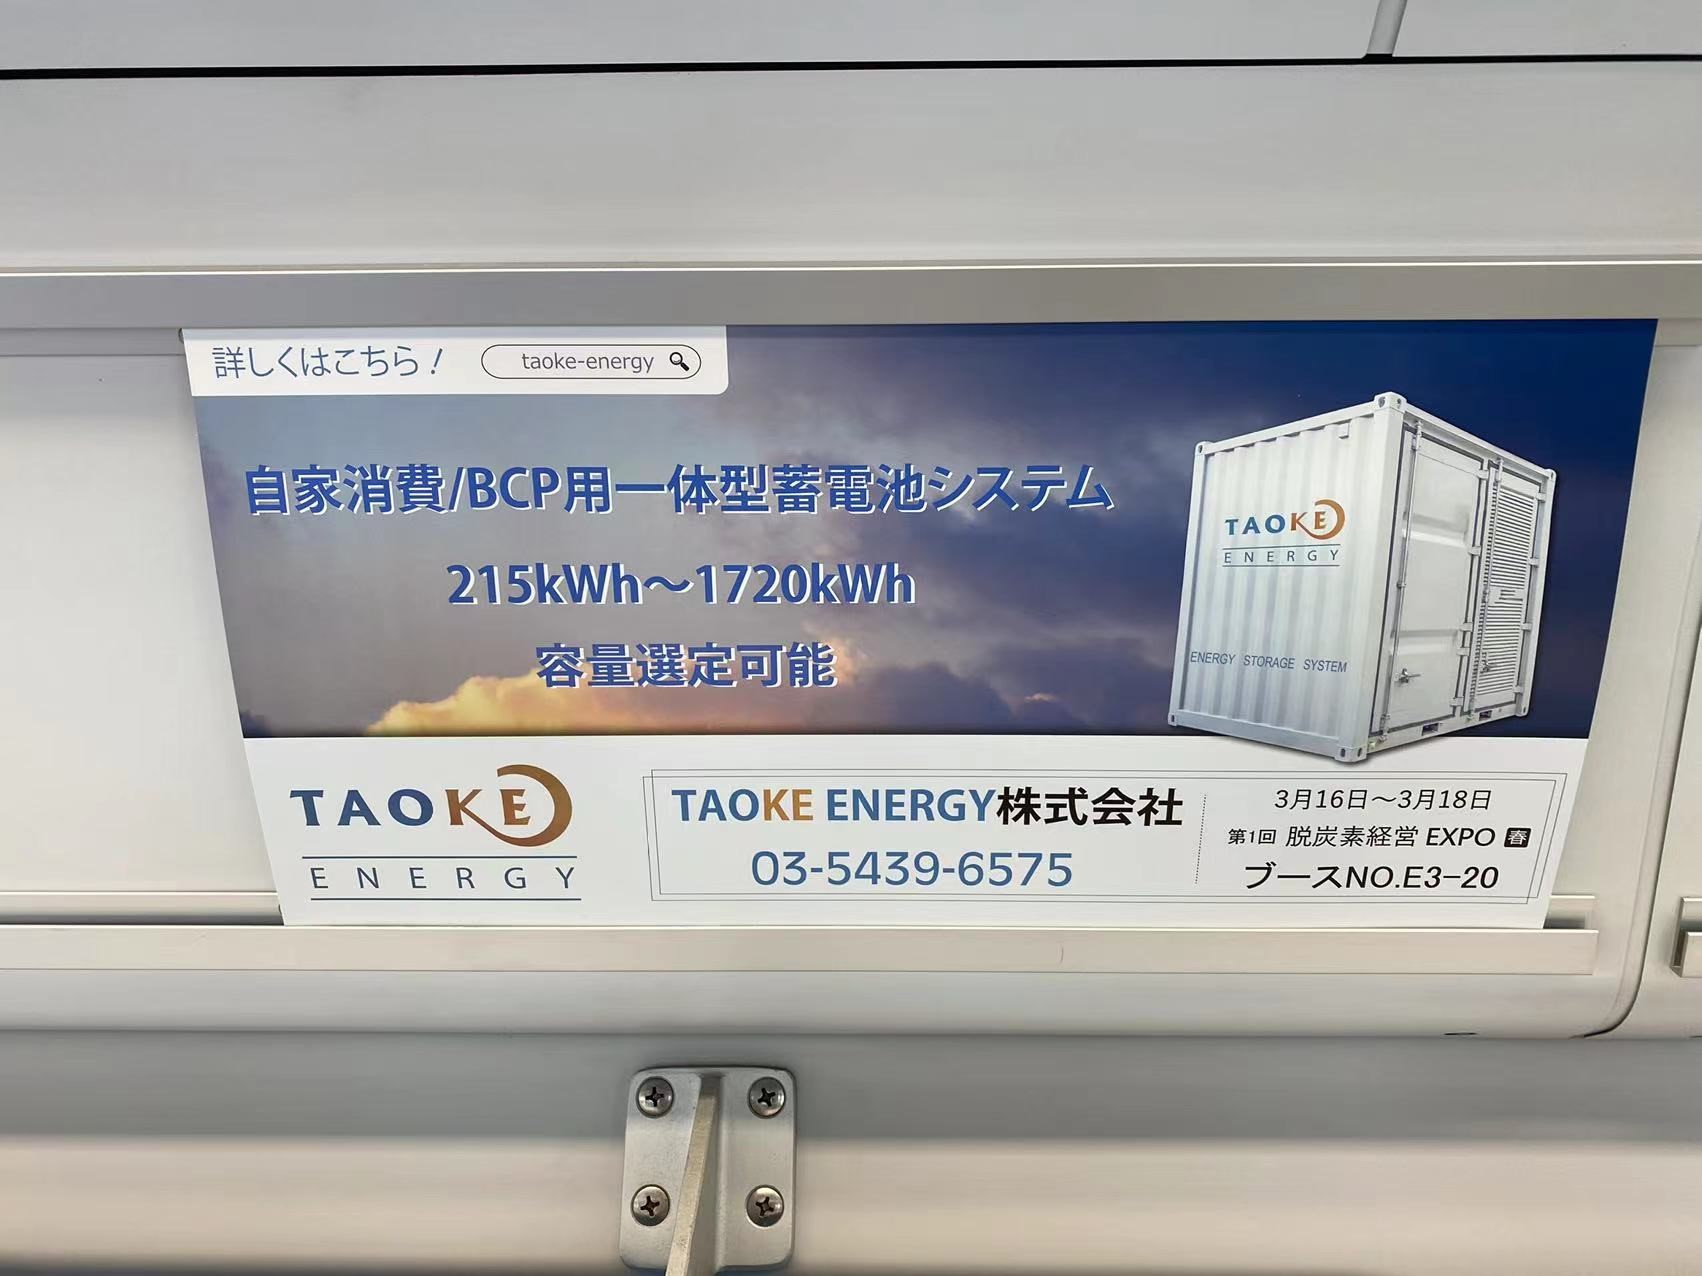 詳しくはこちら！
taoke-energy
自家消費/BCP用一体型蓄電池システム
215kWh～1720kWh
容量選定可能
TAOKE
ENERGY
ENERGY STORAGE SYSTEM
TAOKE
ENERGY
TAOKE ENERGY株式会社
03-5439-6575
3月16日～3月18日
第1回 脱炭素経営 EXPO 春
ブースNO.E3-20